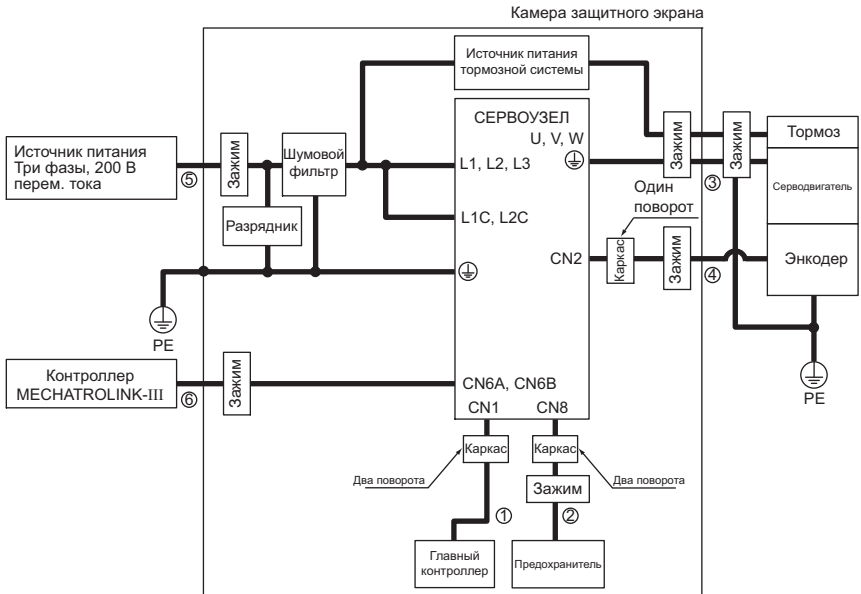 Камера защитного экрана
Источник питания
тормозной системы
СЕРВОУЗЕЛ
U, V, W
Источник питания
Три фазы, 200 В
перем. тока
⑤
Зажим
Шумовой
фильтр
L1, L2, L3
Зажим
③
Зажим
Тормоз
Серводвигатель
Разрядник
L1C, L2C
Один
поворот
CN2
Каркас
Зажим
④
Энкодер
PE
PE
Контроллер
MECHATROLINK-III
⑥
Зажим
CN6A, CN6B
CN1
CN8
Каркас
Каркас
Два поворота
Два поворота
Зажим
①
②
Главный
контроллер
Предохранитель